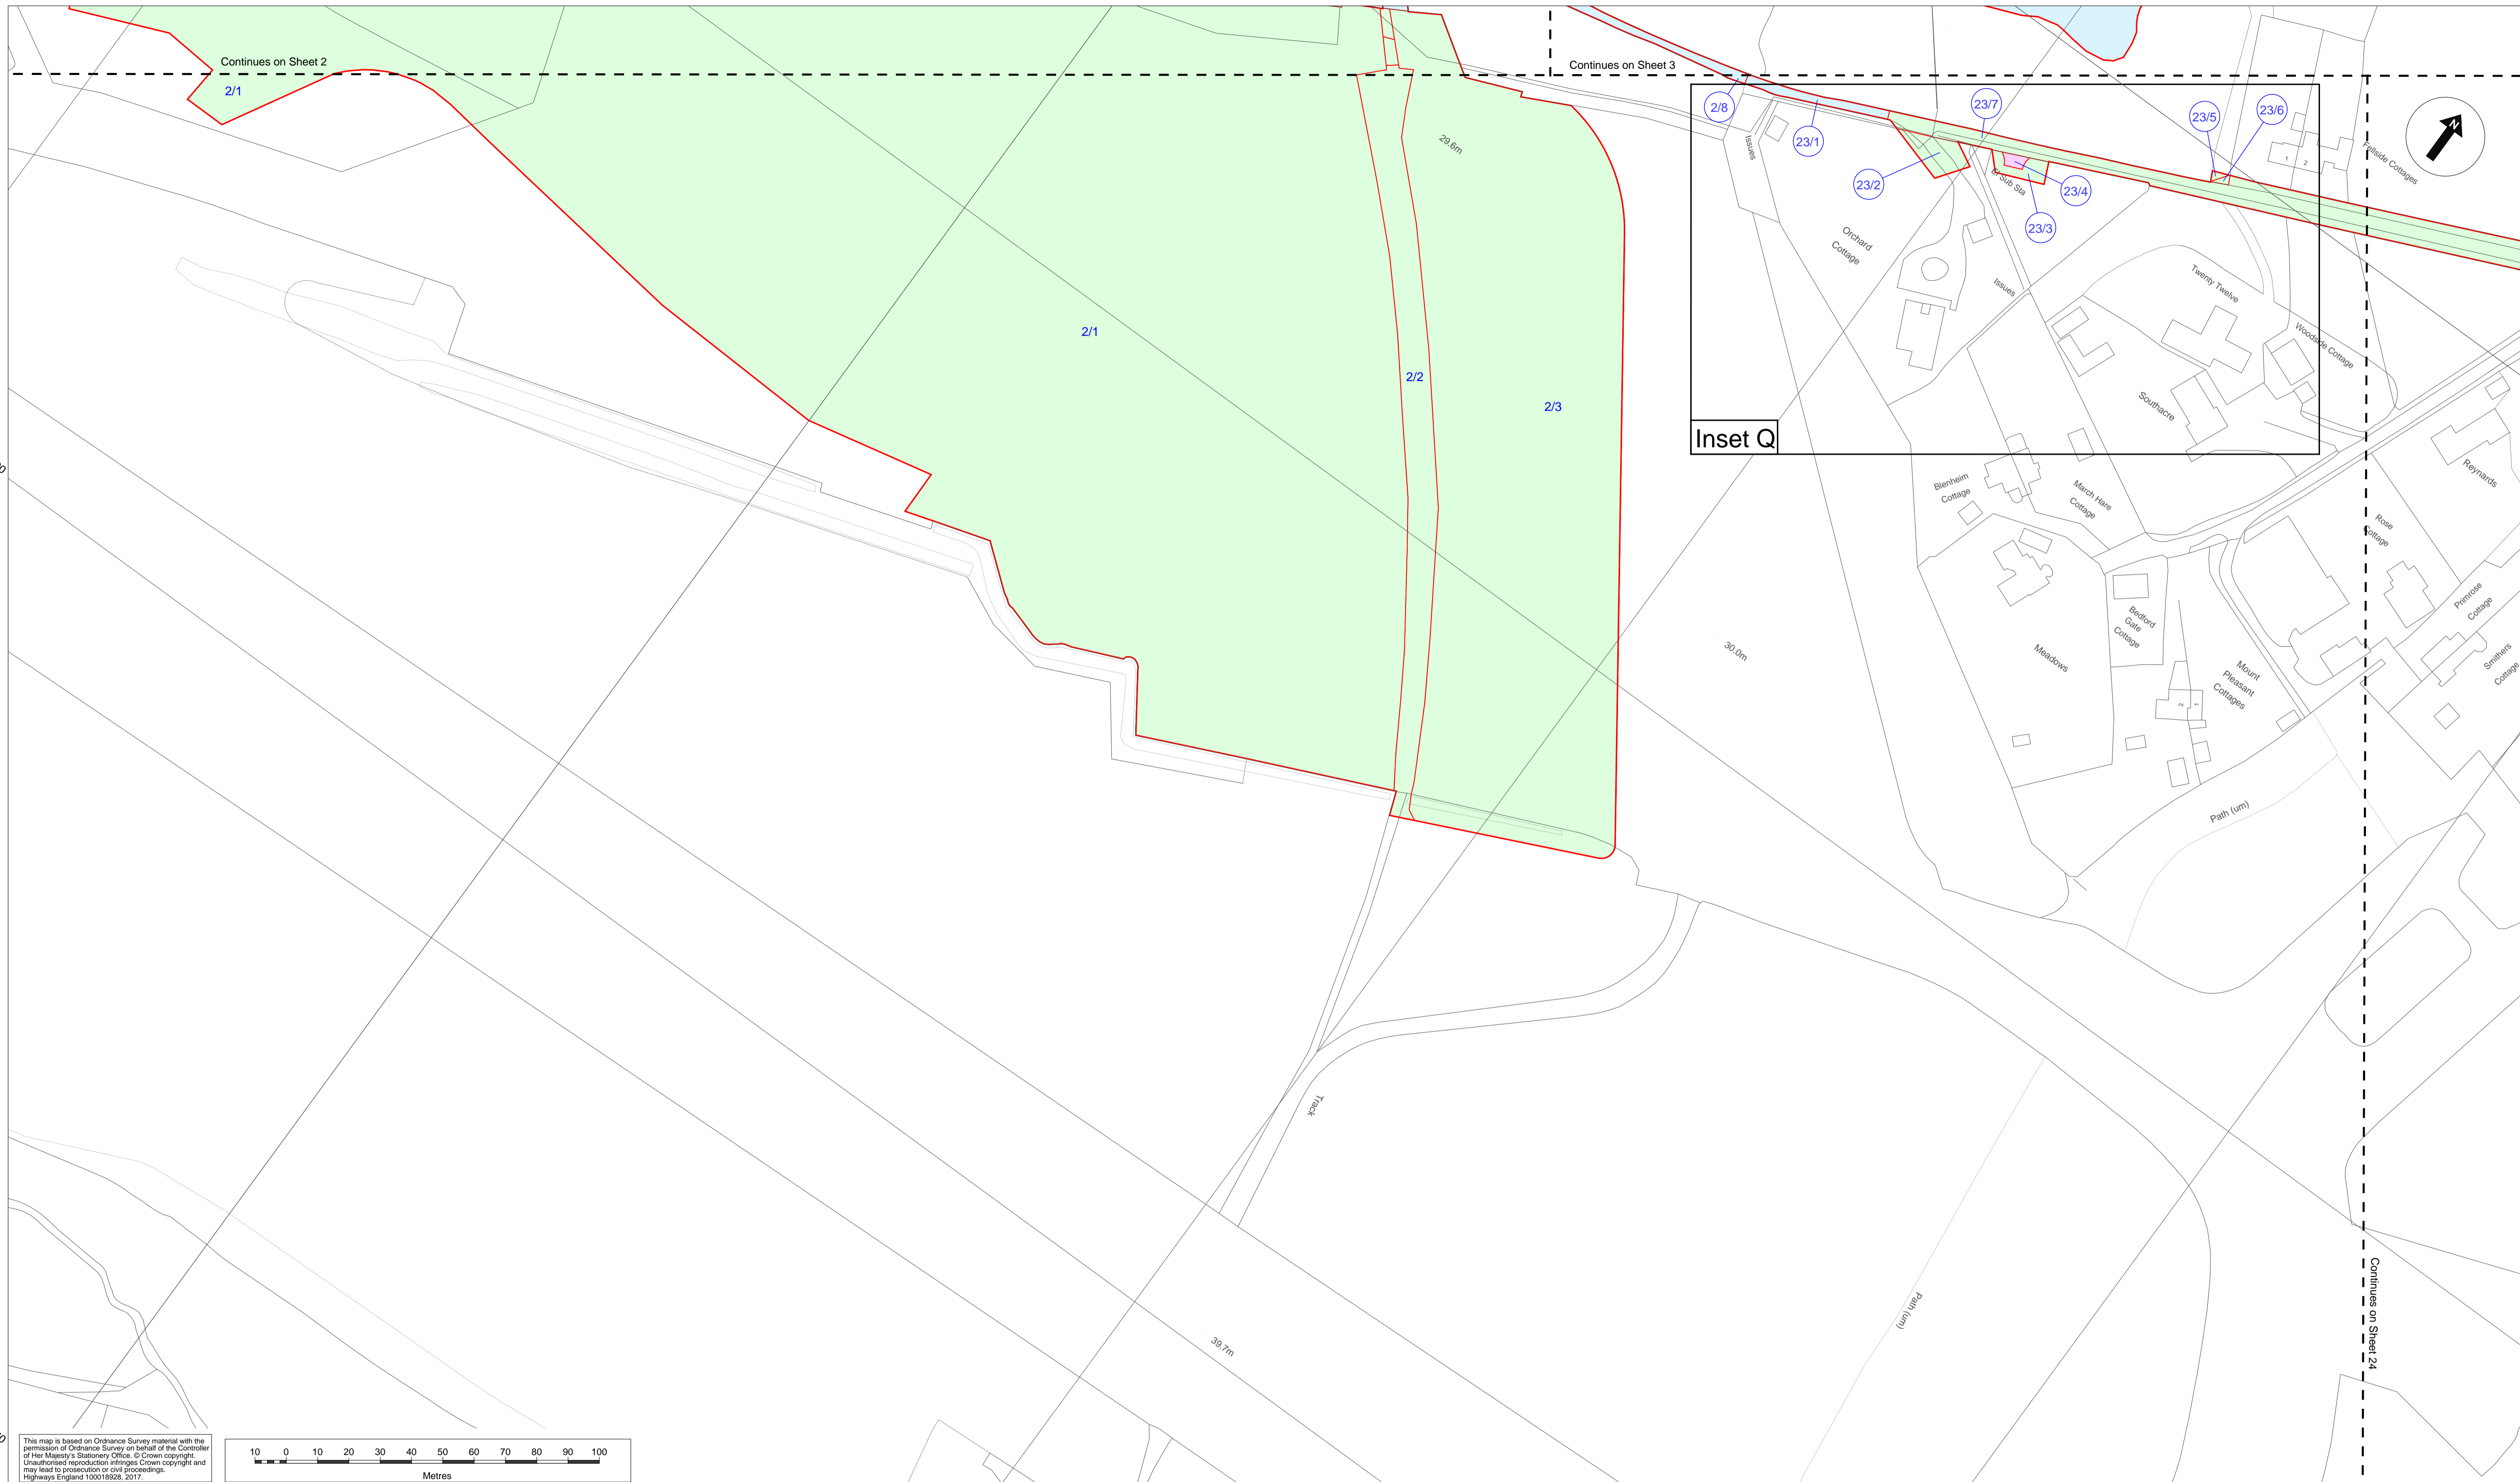 Continues on Sheet 2
2/1
Continues on Sheet 3
2/8
23/1
23/7
23/5
23/6
N
23/2
23/4
23/3
29.6m
Issues
El Sub Sta
1
2
Fellside Cottages
Orchard
Cottage
Issues
Twenty Twelve
Woodside Cottage
Southacre
2/1
2/2
2/3
Inset Q
Reynards
Blenheim
Cottage
March Hare
Cottage
Rose
Cottage
Primrose
Cottage
Smithers
Cottage
Bedford
Gate
Cottage
Meadows
Mount
Pleasant
Cottages
2
1
30.0m
Path (um)
Track
Path (um)
39.7m
Continues on Sheet 24
This map is based on Ordnance Survey material with the
permission of Ordnance Survey on behalf of the Controller
of Her Majesty's Stationery Office. © Crown copyright.
Unauthorised reproduction infringes Crown copyright and
may lead to prosecution or civil proceedings.
Highways England 100018928, 2017.
10 0 10 20 30 40 50 60 70 80 90 100
Metres